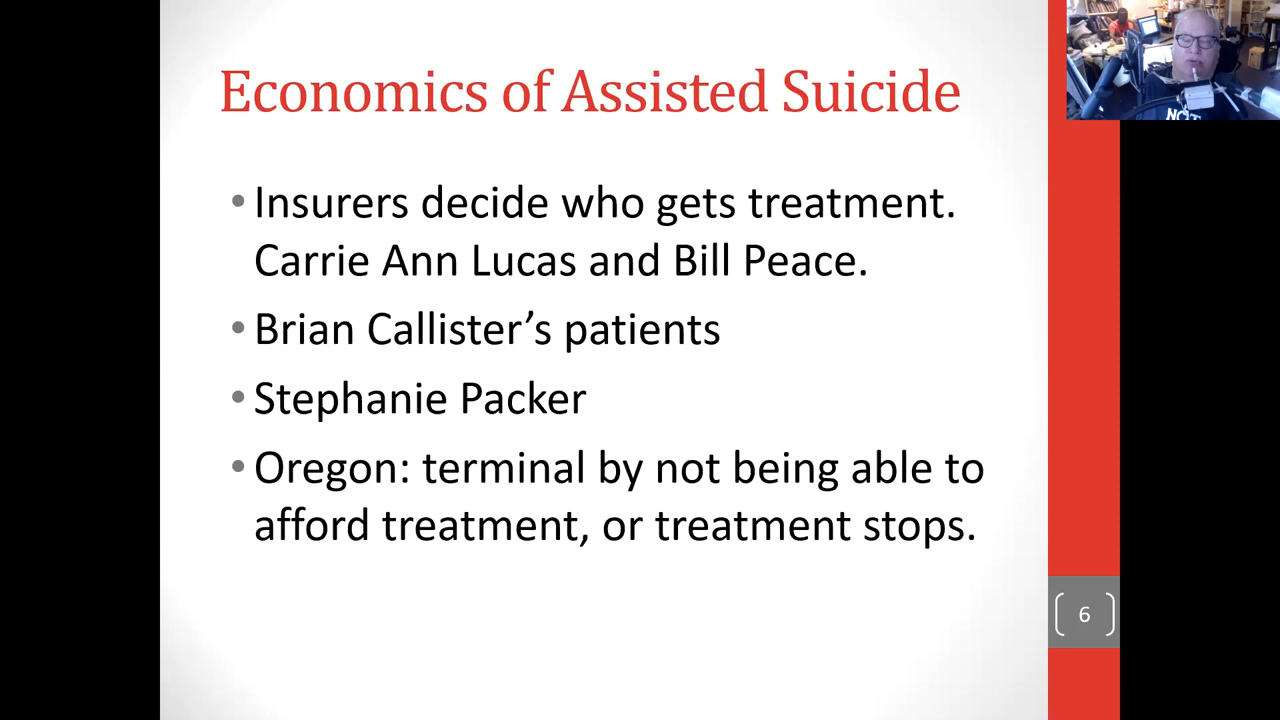 Economics of Assisted Suicide
• Insurers decide who gets treatment.
Carrie Ann Lucas and Bill Peace.
• Brian Callister’s patients
• Stephanie Packer
• Oregon: terminal by not being able to
afford treatment, or treatment stops.
6
NOT